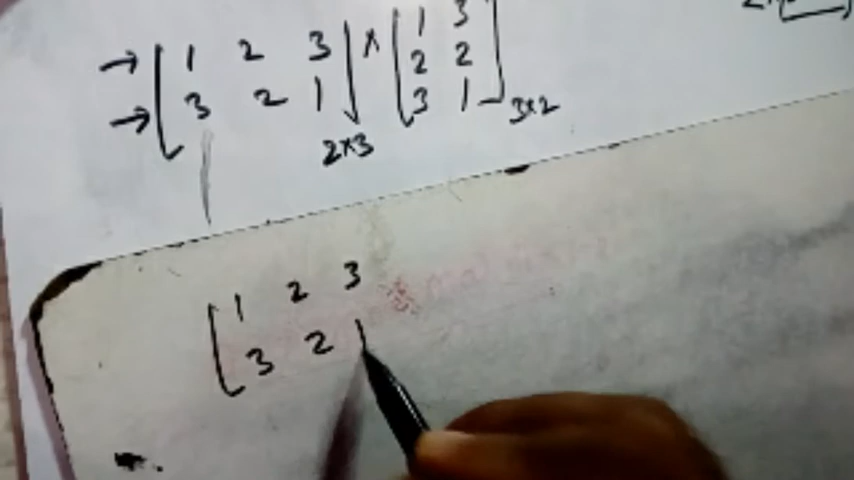 → [ 1 2 3 ] × [ 1 3
→ 3 2 1 2 2
3 1 ] 3×2
2×3
[ 1 2 3
3 2 1